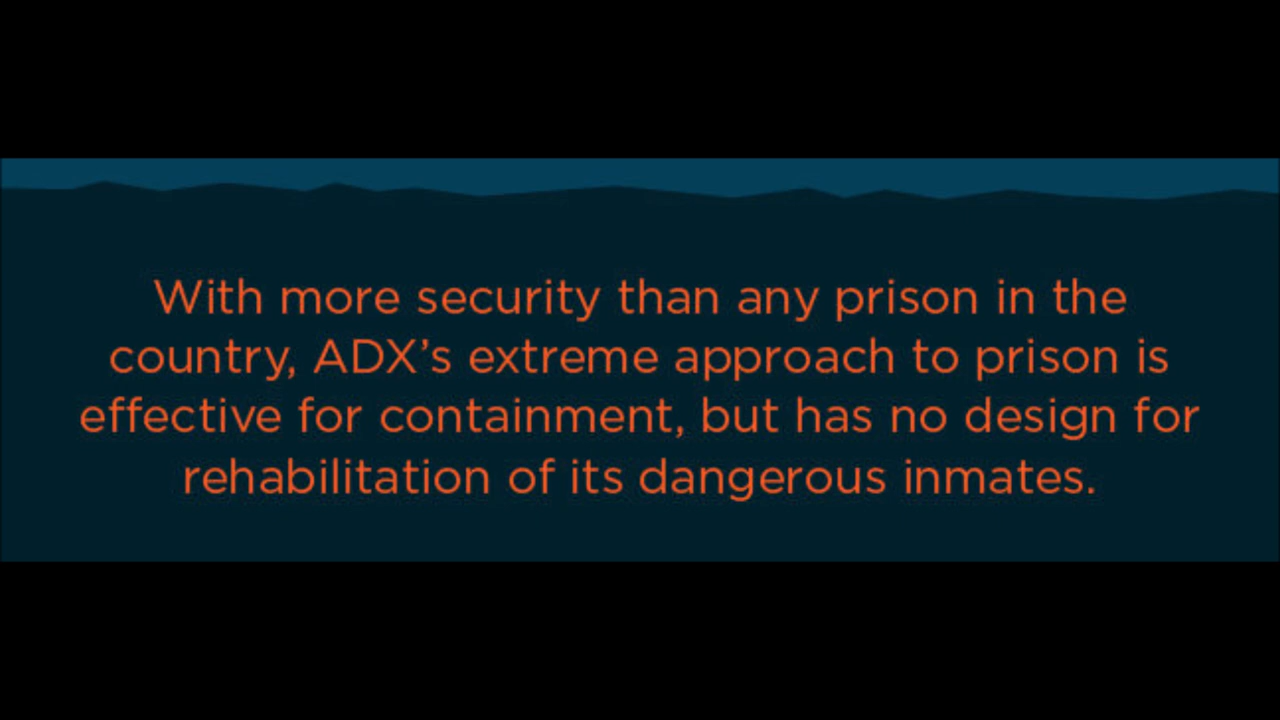 With more security than any prison in the
country, ADX’s extreme approach to prison is
effective for containment, but has no design for
rehabilitation of its dangerous inmates.